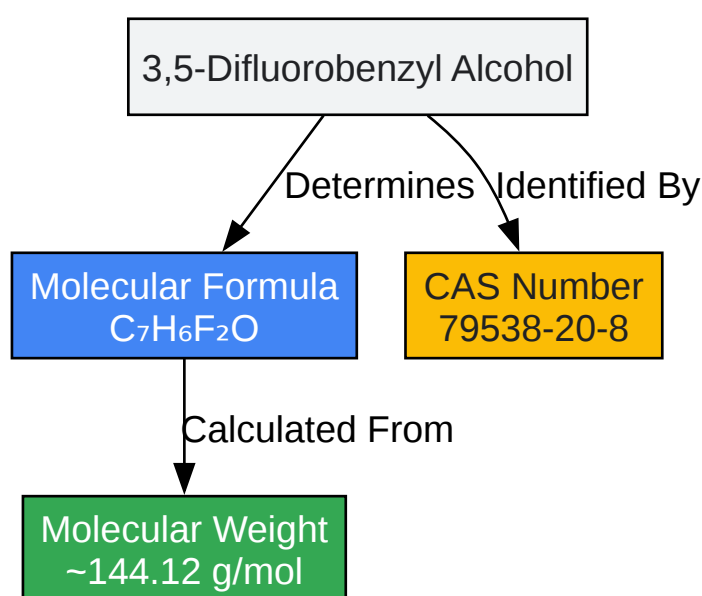 3,5-Difluorobenzyl Alcohol
Determines
Identified By
Molecular Formula
C₇H₆F₂O
CAS Number
79538-20-8
Calculated From
Molecular Weight
~144.12 g/mol